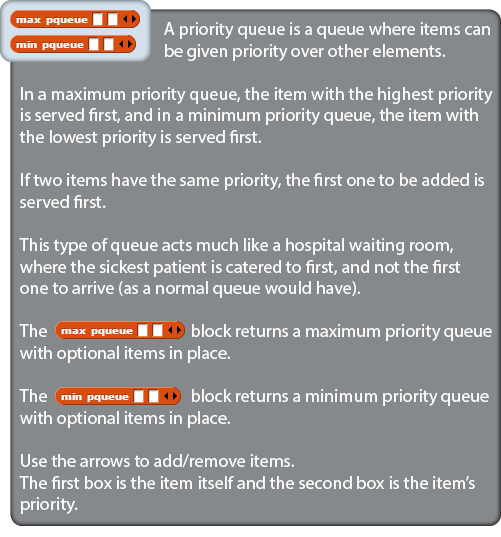 max pqueue
min pqueue
A priority queue is a queue where items can
be given priority over other elements.
In a maximum priority queue, the item with the highest priority
is served first, and in a minimum priority queue, the item with
the lowest priority is served first.
If two items have the same priority, the first one to be added is
served first.
This type of queue acts much like a hospital waiting room,
where the sickest patient is catered to first, and not the first
one to arrive (as a normal queue would have).
The max pqueue block returns a maximum priority queue
with optional items in place.
The min pqueue block returns a minimum priority queue
with optional items in place.
Use the arrows to add/remove items.
The first box is the item itself and the second box is the item's
priority.